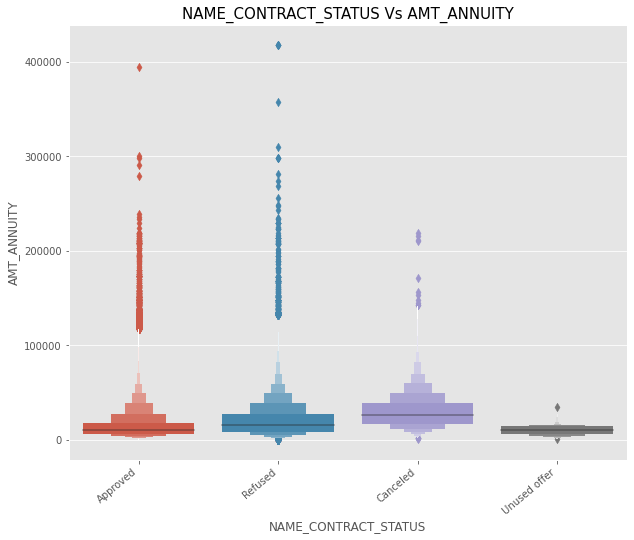 NAME_CONTRACT_STATUS Vs AMT_ANNUITY
400000
300000
200000
100000
0
AMT_ANNUITY
Approved
Refused
Canceled
Unused offer
NAME_CONTRACT_STATUS